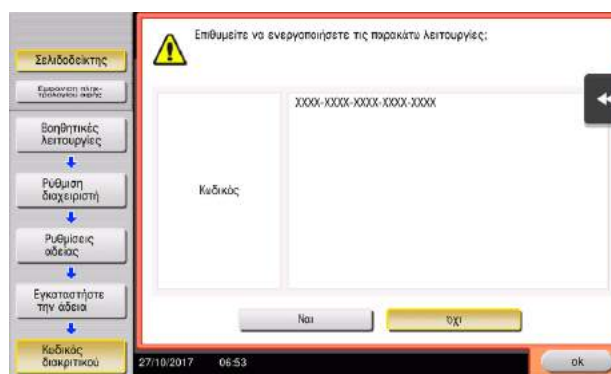 Επιθυμείτε να ενεργοποιήσετε τις παρακάτω λειτουργίες;
Σελιδοδείκτης
Εμφάνιση πληκ-
τρολογίου αφής
Βοηθητικές
λειτουργίες
Ρύθμιση
διαχειριστή
Ρυθμίσεις
αδείας
Εγκαταστήστε
την άδεια
Κωδικός
διακριτικού
Κωδικός
XXXX-XXXX-XXXX-XXXX-XXXX
Ναι
Όχι
27/10/2017 06:53
ok